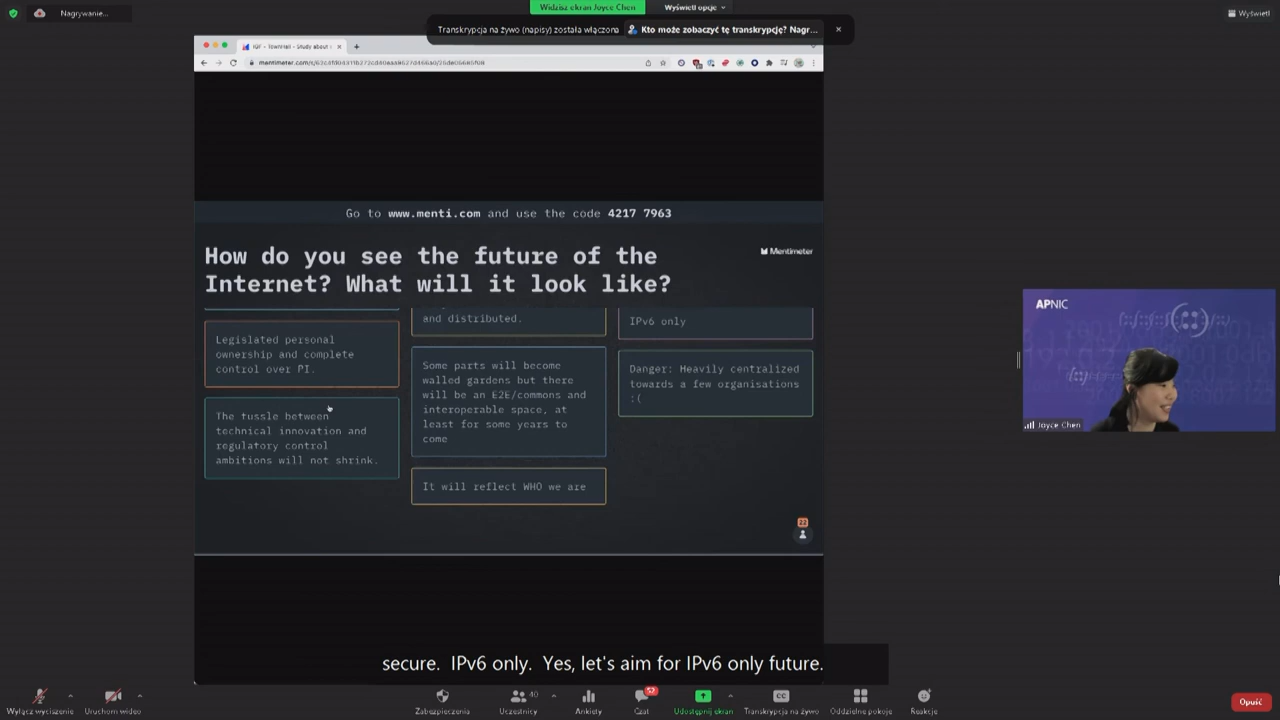 Nagrywanie...
Widzisz ekran Joyce Chen
Wyświetl opcje
Wyświetl
Transkrypcja na żywo (napisy) została włączona
Kto może zobaczyć tę transkrypcję? Nagr...
IGF - TownHall - Study about
Go to www.menti.com and use the code 4217 7963
How do you see the future of the
Internet? What will it look like?
Mentimeter
Legislated personal
ownership and complete
control over PI.
The tussle between
technical innovation and
regulatory control
ambitions will not shrink.
and distributed.
Some parts will become
walled gardens but there
will be an E2E/commons and
interoperable space, at
least for some years to
come
It will reflect WHO we are
IPv6 only
Danger: Heavily centralized
towards a few organisations
:(
22
APNIC
Joyce Chen
secure. IPv6 only. Yes, let's aim for IPv6 only future.
Wyłącz wyciszenie
Uruchom wideo
Zabezpieczenia
Uczestnicy
40
Ankiety
Czat
52
Udostępnij ekran
Transkrypcja na żywo
Oddzielne pokoje
Reakcje
Opuść